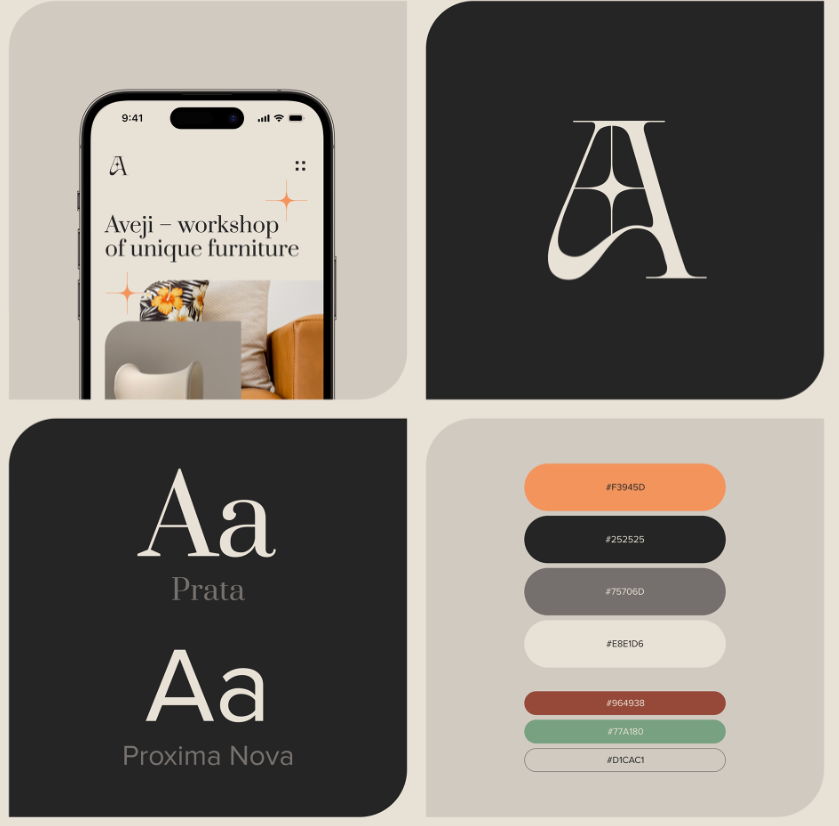 9:41
A
Aveji – workshop
of unique furniture
A
Aa
Prata
Aa
Proxima Nova
#F3945D
#252525
#75706D
#E8E1D6
#964938
#77A180
#D1CAC1